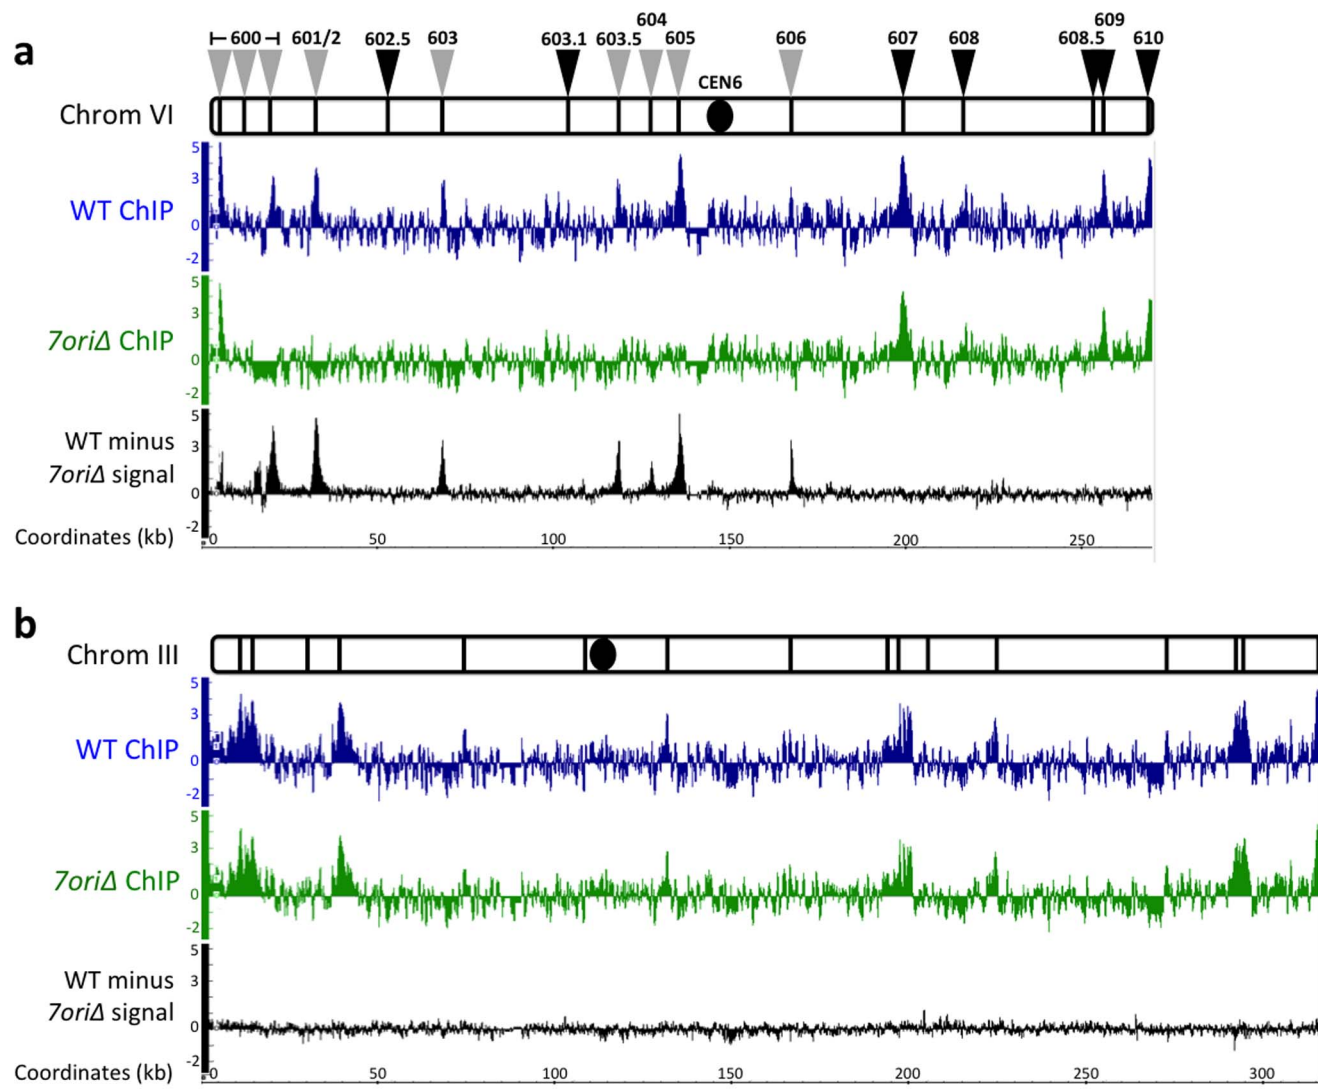 604 609
a 600 601/2 602.5 603 603.1 603.5 605 606 607 608 608.5 610
CEN6
Chrom VI
5
3
WT ChIP
0
-2
5
3
7oriΔ ChIP
0
-2
5
WT minus
3
7oriΔ signal
0
-2
Coordinates (kb) 0 50 100 150 200 250
b
Chrom III
5
3
WT ChIP
0
-2
5
3
7oriΔ ChIP
0
-2
5
WT minus
3
7oriΔ signal
0
-2
Coordinates (kb) 0 50 100 150 200 250 300